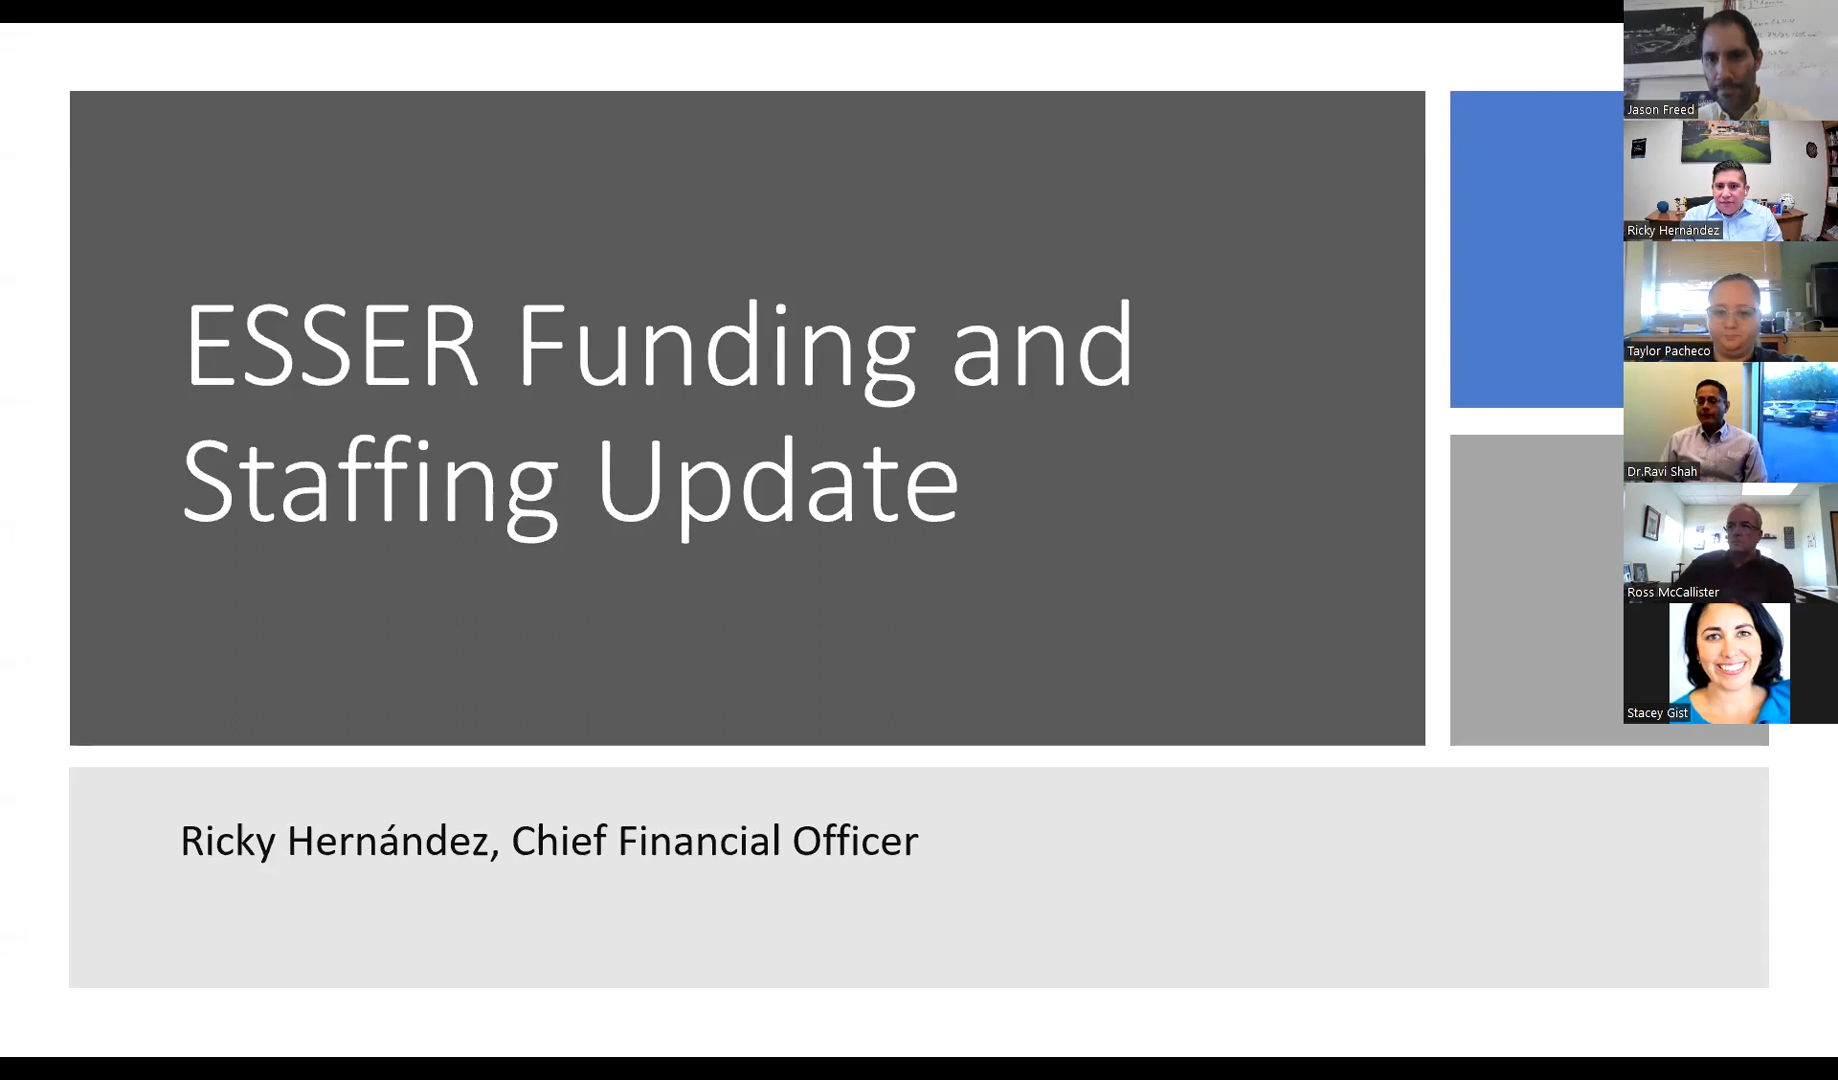 ESSER Funding and
Staffing Update
Ricky Hernández, Chief Financial Officer
Jason Freed
Ricky Hernández
Taylor Pacheco
Dr.Ravi Shah
Ross McCallister
Stacey Gist